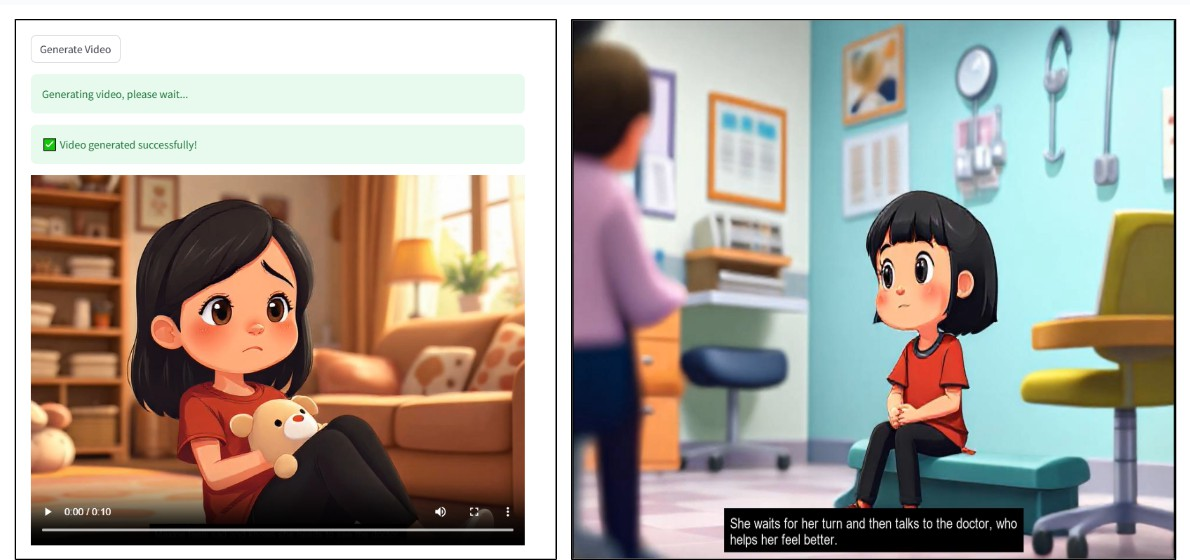 Generate Video
Generating video, please wait...
✅ Video generated successfully!
0:00 / 0:10
She waits for her turn and then talks to the doctor, who
helps her feel better.